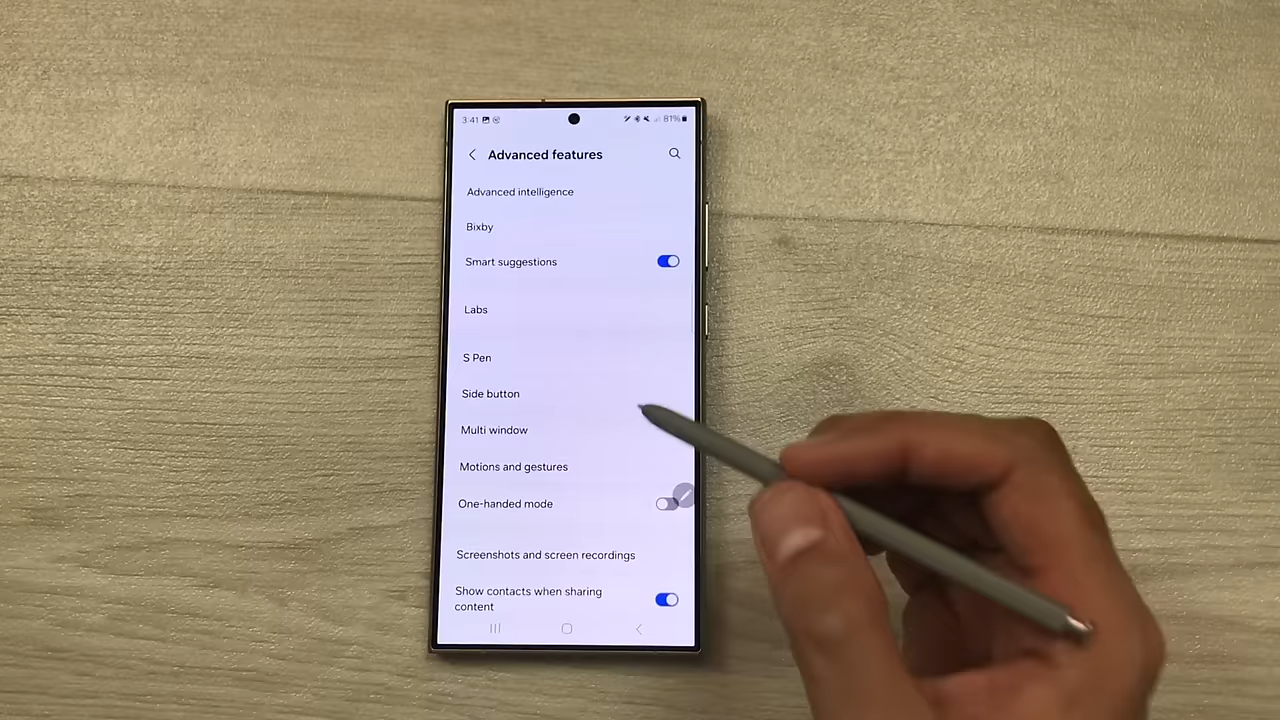 3:41 81%
Advanced features
Advanced intelligence
Bixby
Smart suggestions
Labs
S Pen
Side button
Multi window
Motions and gestures
One-handed mode
Screenshots and screen recordings
Show contacts when sharing
content